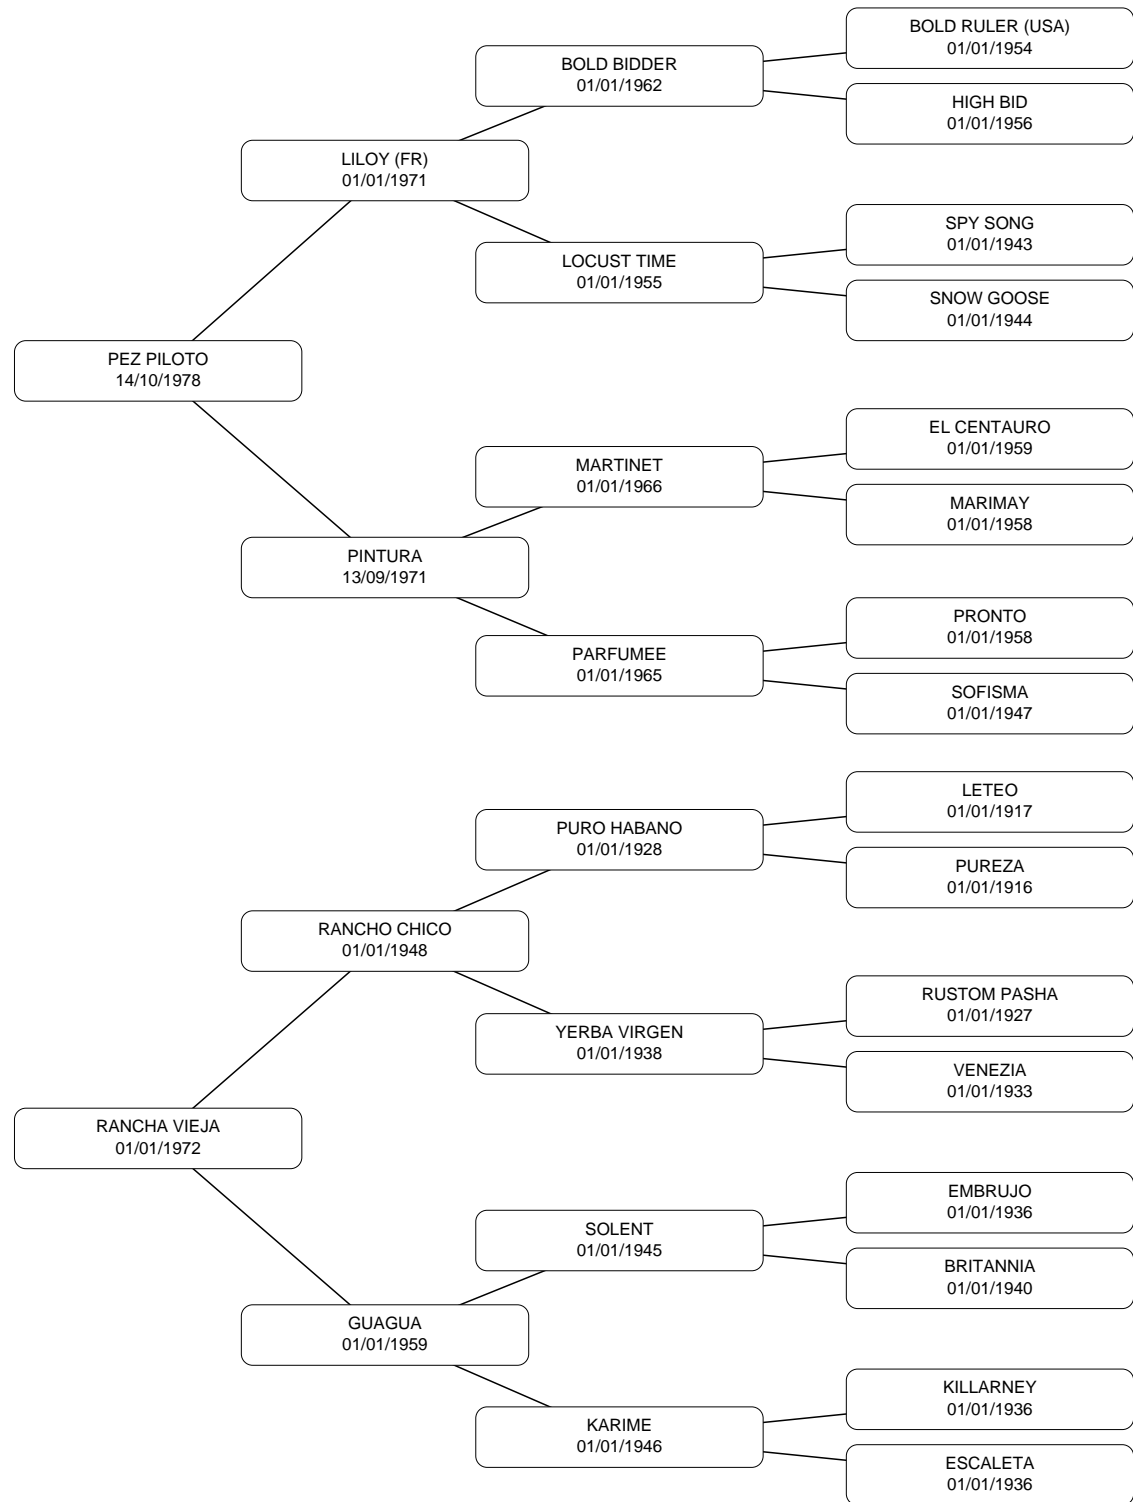 BOLD RULER (USA)
01/01/1954
BOLD BIDDER
01/01/1962
HIGH BID
01/01/1956
LILOY (FR)
01/01/1971
SPY SONG
01/01/1943
LOCUST TIME
01/01/1955
SNOW GOOSE
01/01/1944
PEZ PILOTO
14/10/1978
EL CENTAURO
01/01/1959
MARTINET
01/01/1966
MARIMAY
01/01/1958
PINTURA
13/09/1971
PRONTO
01/01/1958
PARFUMEE
01/01/1965
SOFISMA
01/01/1947
LETEO
01/01/1917
PURO HABANO
01/01/1928
PUREZA
01/01/1916
RANCHO CHICO
01/01/1948
RUSTOM PASHA
01/01/1927
YERBA VIRGEN
01/01/1938
VENEZIA
01/01/1933
RANCHA VIEJA
01/01/1972
EMBRUJO
01/01/1936
SOLENT
01/01/1945
BRITANNIA
01/01/1940
GUAGUA
01/01/1959
KILLARNEY
01/01/1936
KARIME
01/01/1946
ESCALETA
01/01/1936